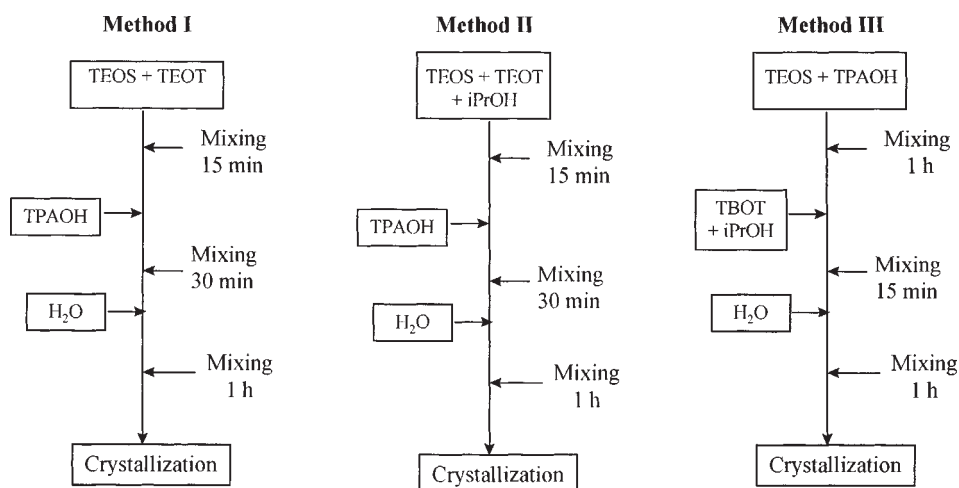 Method I
TEOS + TEOT
Mixing
15 min
TPAOH
Mixing
30 min
H₂O
Mixing
1 h
Crystallization
Method II
TEOS + TEOT
+ iPrOH
Mixing
15 min
TPAOH
Mixing
30 min
H₂O
Mixing
1 h
Crystallization
Method III
TEOS + TPAOH
Mixing
1 h
TBOT
+ iPrOH
Mixing
15 min
H₂O
Mixing
1 h
Crystallization